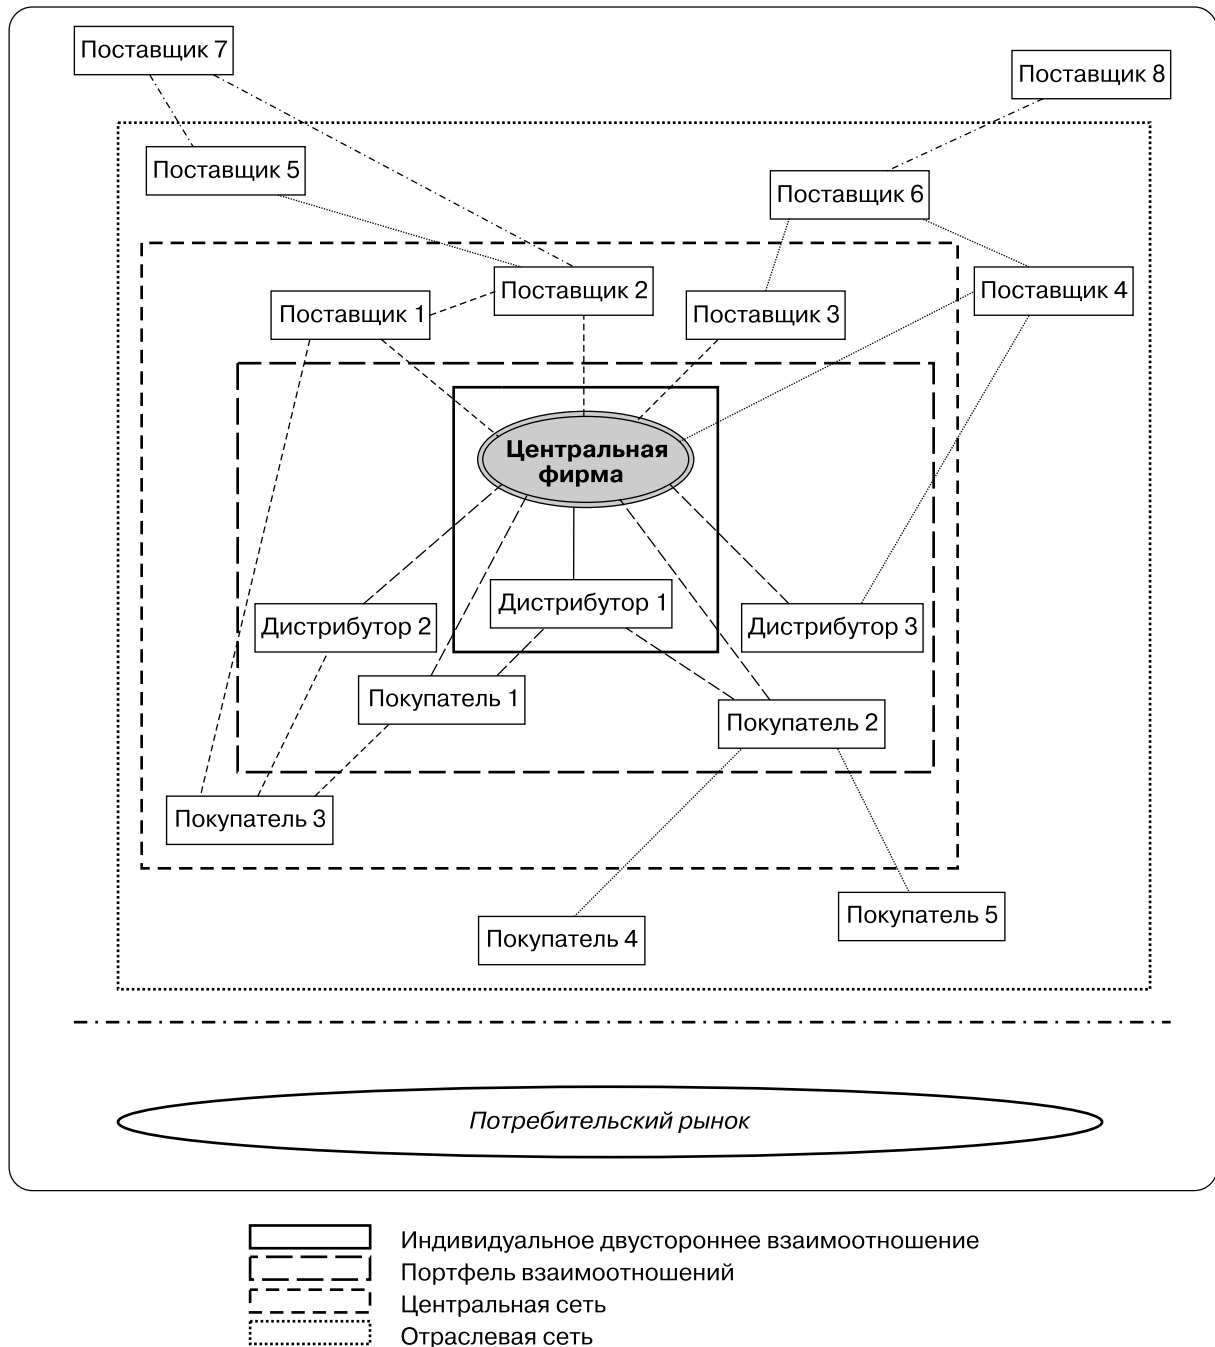 Поставщик 7
Поставщик 8
Поставщик 5
Поставщик 6
Поставщик 2
Поставщик 4
Поставщик 1
Поставщик 3
Центральная
фирма
Дистрибутор 1
Дистрибутор 2
Дистрибутор 3
Покупатель 1
Покупатель 2
Покупатель 3
Покупатель 5
Покупатель 4
Потребительский рынок
Индивидуальное двустороннее взаимоотношение
Портфель взаимоотношений
Центральная сеть
Отраслевая сеть